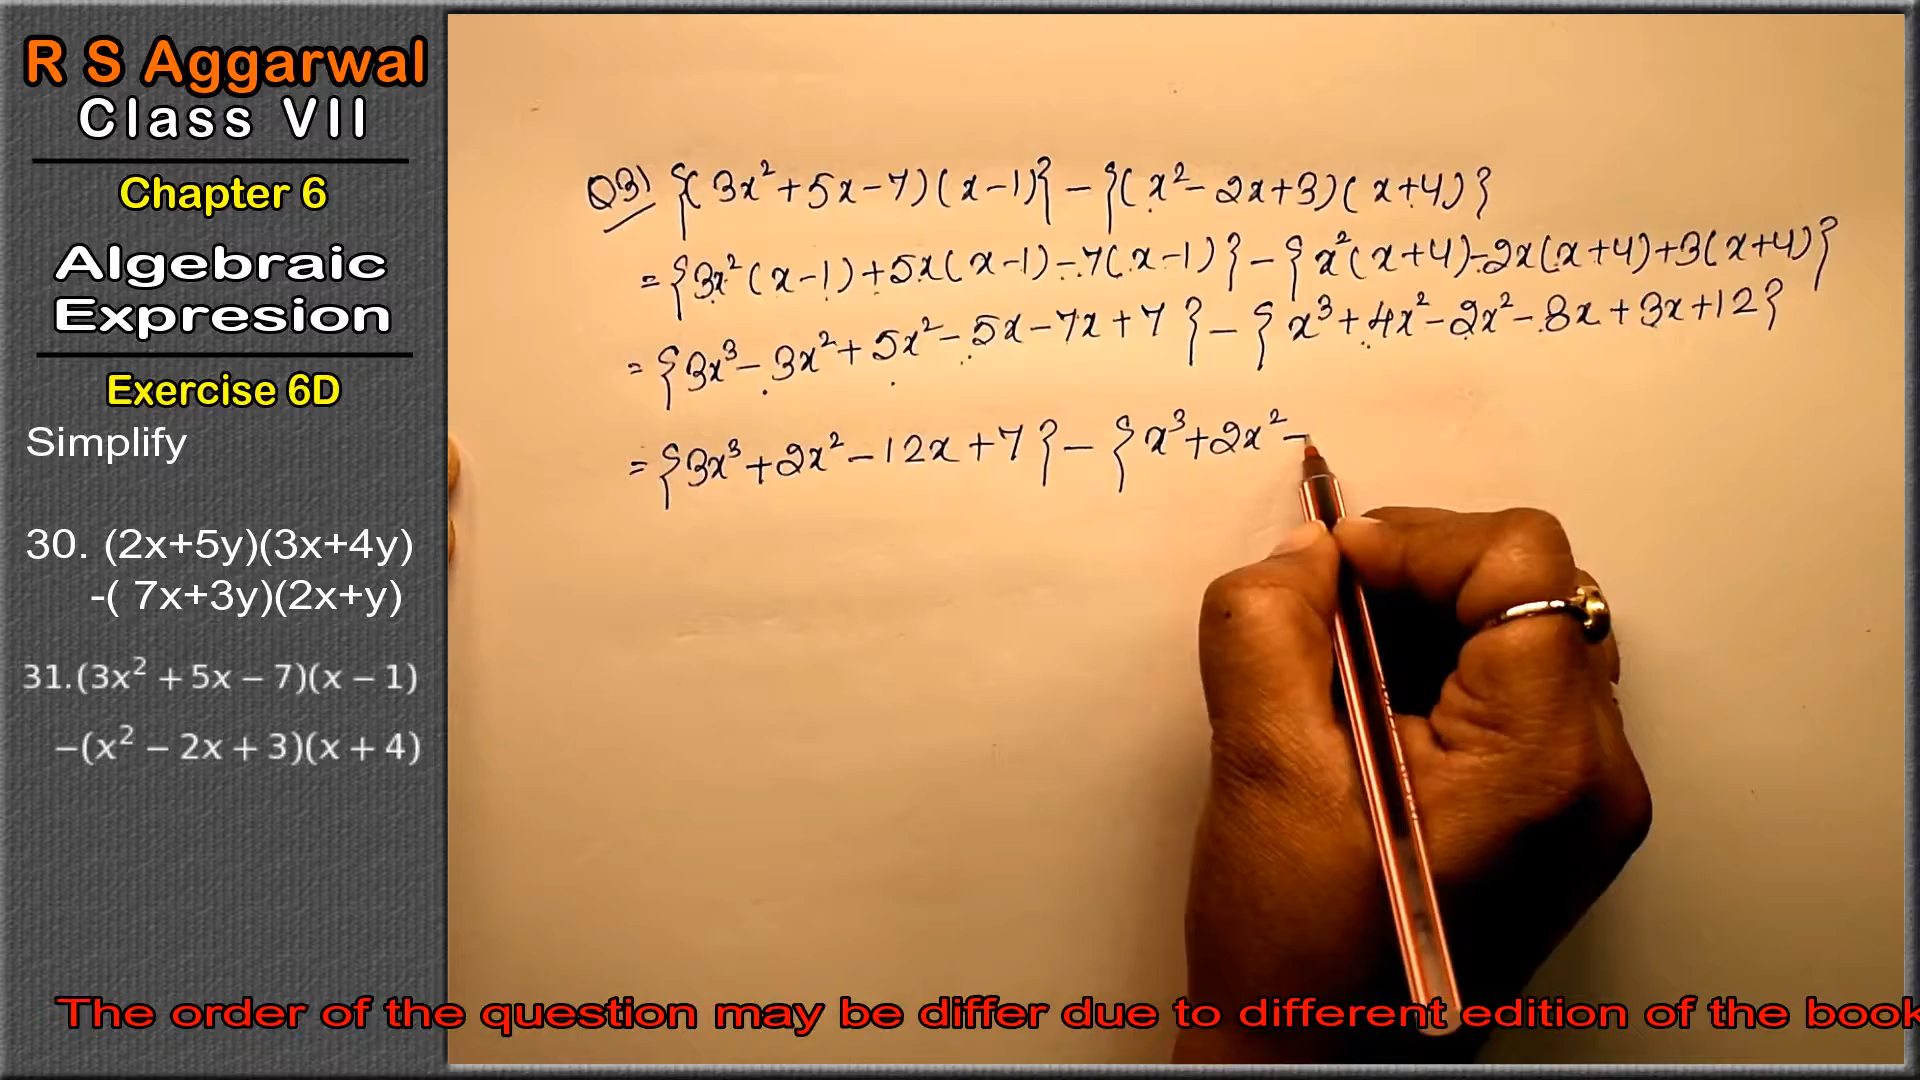 R S Aggarwal
Class VII
Chapter 6
Algebraic
Expresion
Exercise 6D
Simplify
30. (2x+5y)(3x+4y)
-( 7x+3y)(2x+y)
31.(3x² + 5x − 7)(x − 1)
−(x² − 2x + 3)(x + 4)
Q31) {(3x²+5x-7)(x-1)} - {(x²-2x+3)(x+4)}
= {3x²(x-1)+5x(x-1)-7(x-1)} - {x²(x+4)-2x(x+4)+3(x+4)}
= {3x³-3x²+5x²-5x-7x+7} - {x³+4x²-2x²-8x+3x+12}
= {3x³+2x²-12x+7} - {x³+2x²-
The order of the question may be differ due to different edition of the book